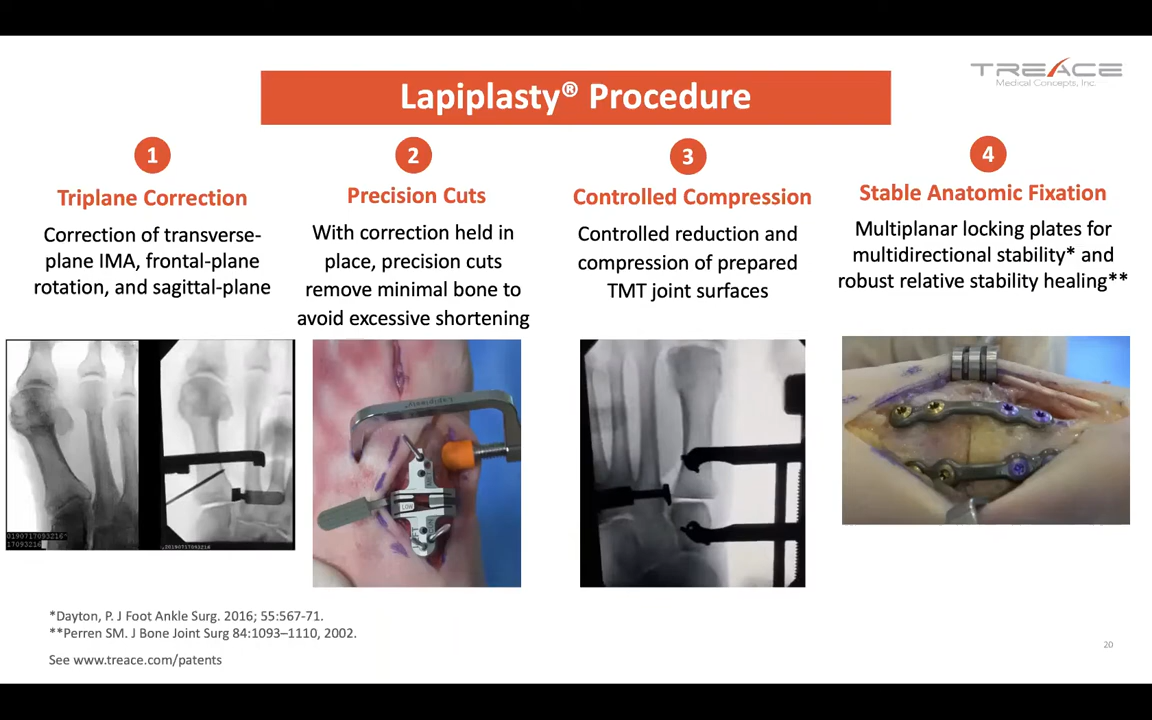 TREACE
Medical Concepts, Inc.
Lapiplasty® Procedure
1
Triplane Correction
Correction of transverse-
plane IMA, frontal-plane
rotation, and sagittal-plane
20190717093216
17093216
20190717093216
2
Precision Cuts
With correction held in
place, precision cuts
remove minimal bone to
avoid excessive shortening
LOW
3
Controlled Compression
Controlled reduction and
compression of prepared
TMT joint surfaces
4
Stable Anatomic Fixation
Multiplanar locking plates for
multidirectional stability* and
robust relative stability healing**
*Dayton, P. J Foot Ankle Surg. 2016; 55:567-71.
**Perren SM. J Bone Joint Surg 84:1093–1110, 2002.
See www.treace.com/patents
20